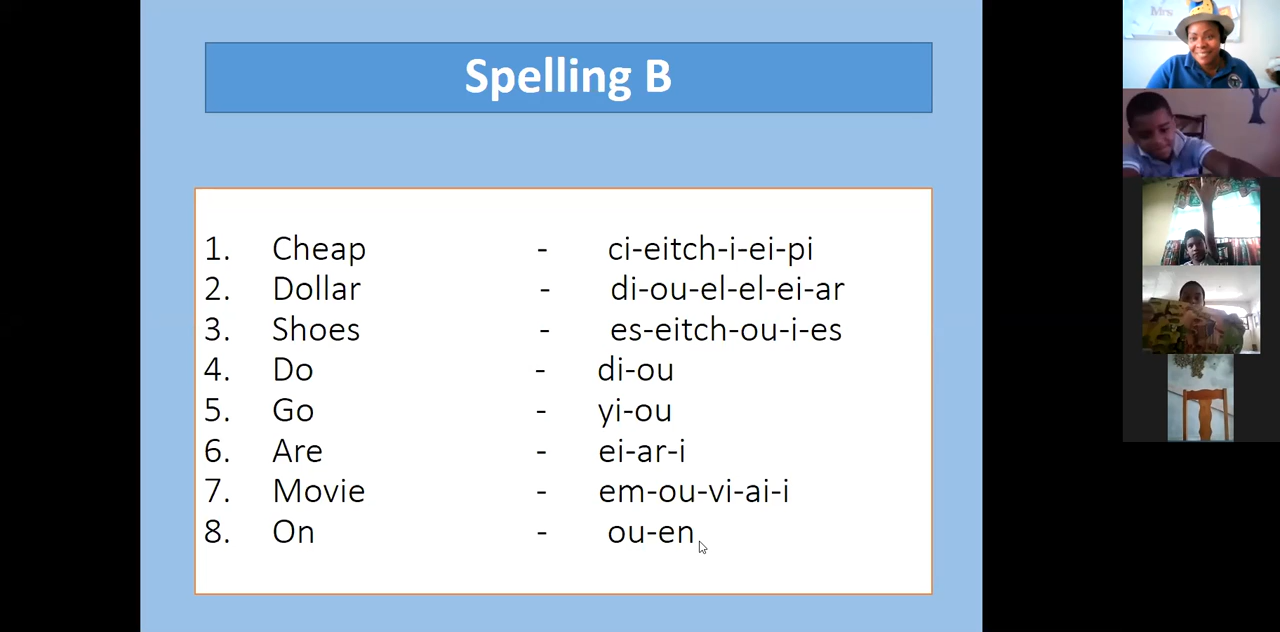 Spelling B
1. Cheap - ci-eitch-i-ei-pi
2. Dollar - di-ou-el-el-ei-ar
3. Shoes - es-eitch-ou-i-es
4. Do - di-ou
5. Go - yi-ou
6. Are - ei-ar-i
7. Movie - em-ou-vi-ai-i
8. On - ou-en
Mrs